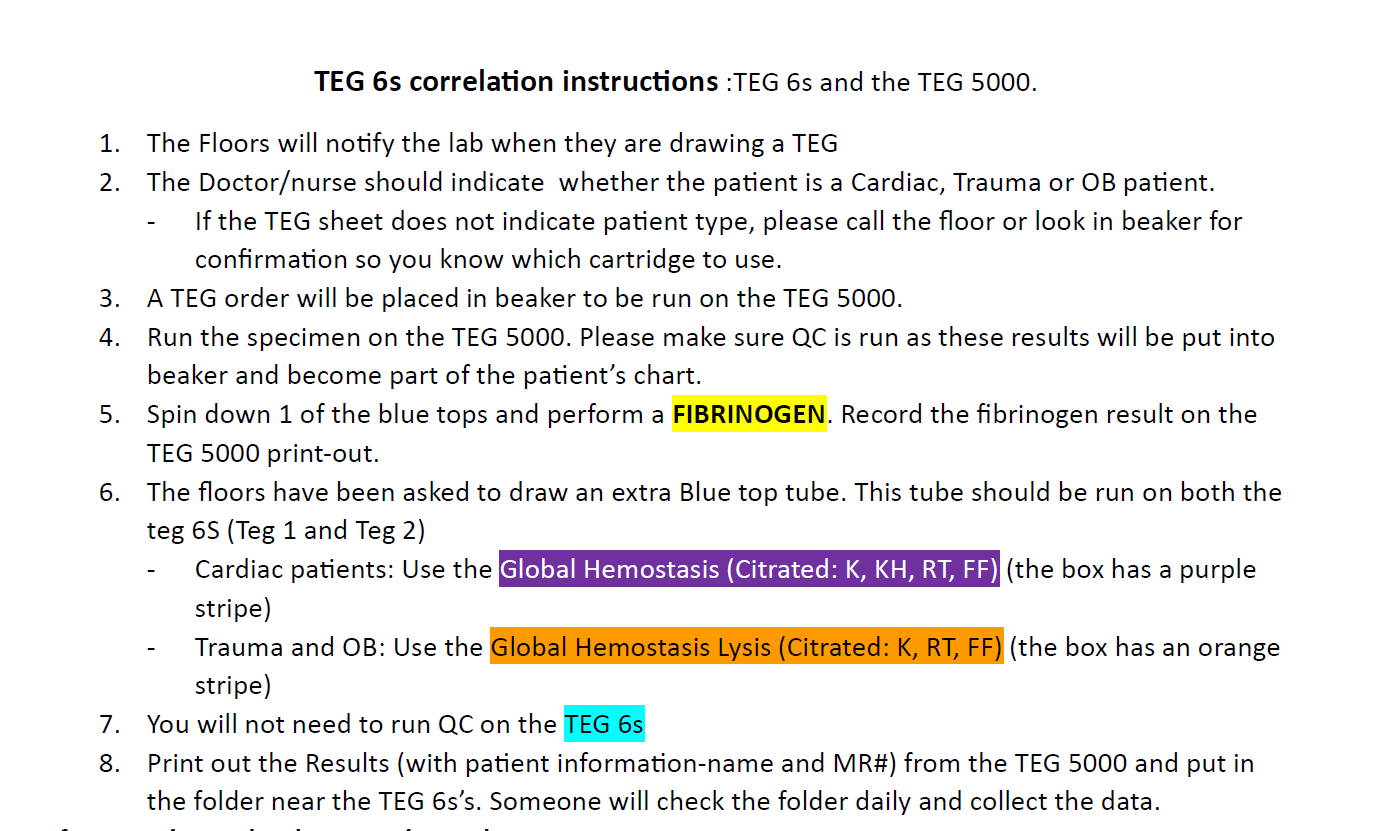 TEG 6s correlation instructions :TEG 6s and the TEG 5000.
1. The Floors will notify the lab when they are drawing a TEG
2. The Doctor/nurse should indicate  whether the patient is a Cardiac, Trauma or OB patient.
- If the TEG sheet does not indicate patient type, please call the floor or look in beaker for
confirmation so you know which cartridge to use.
3. A TEG order will be placed in beaker to be run on the TEG 5000.
4. Run the specimen on the TEG 5000. Please make sure QC is run as these results will be put into
beaker and become part of the patient’s chart.
5. Spin down 1 of the blue tops and perform a FIBRINOGEN. Record the fibrinogen result on the
TEG 5000 print-out.
6. The floors have been asked to draw an extra Blue top tube. This tube should be run on both the
teg 6S (Teg 1 and Teg 2)
- Cardiac patients: Use the Global Hemostasis (Citrated: K, KH, RT, FF) (the box has a purple
stripe)
- Trauma and OB: Use the Global Hemostasis Lysis (Citrated: K, RT, FF) (the box has an orange
stripe)
7. You will not need to run QC on the TEG 6s
8. Print out the Results (with patient information-name and MR#) from the TEG 5000 and put in
the folder near the TEG 6s’s. Someone will check the folder daily and collect the data.